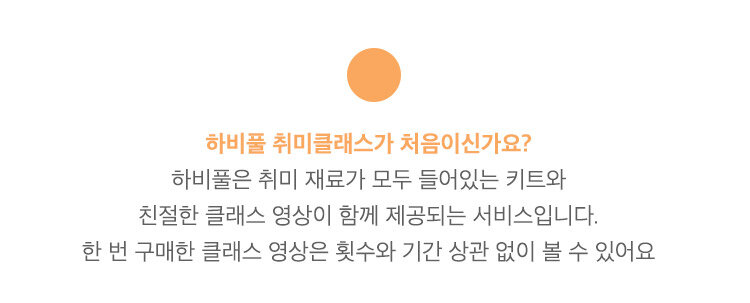 하비풀 취미클래스가 처음이신가요?
하비풀은 취미 재료가 모두 들어있는 키트와
친절한 클래스 영상이 함께 제공되는 서비스입니다.
한 번 구매한 클래스 영상은 횟수와 기간 상관 없이 볼 수 있어요